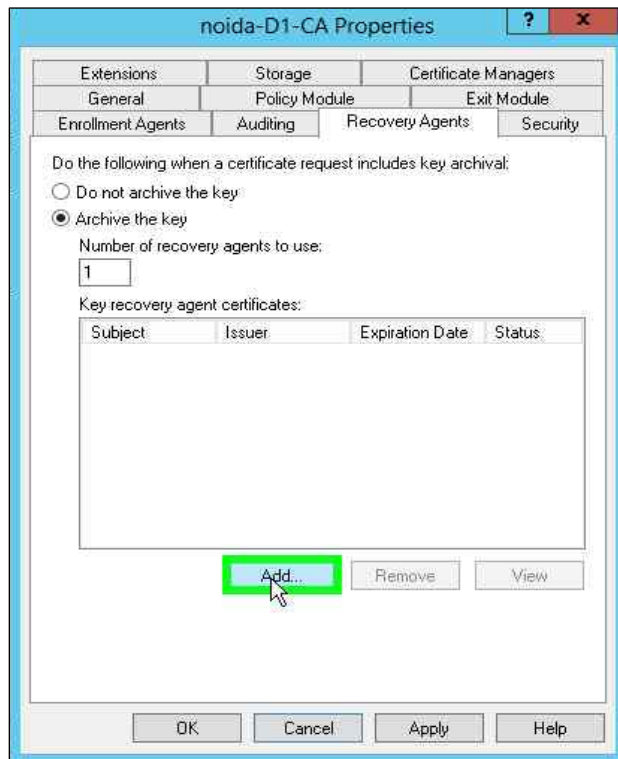 noida-D1-CA Properties
?
x
Extensions Storage Certificate Managers
General Policy Module Exit Module
Enrollment Agents Auditing Recovery Agents Security
Do the following when a certificate request includes key archival:
Do not archive the key
Archive the key
Number of recovery agents to use:
1
Key recovery agent certificates:
Subject Issuer Expiration Date Status
Add... Remove View
OK Cancel Apply Help